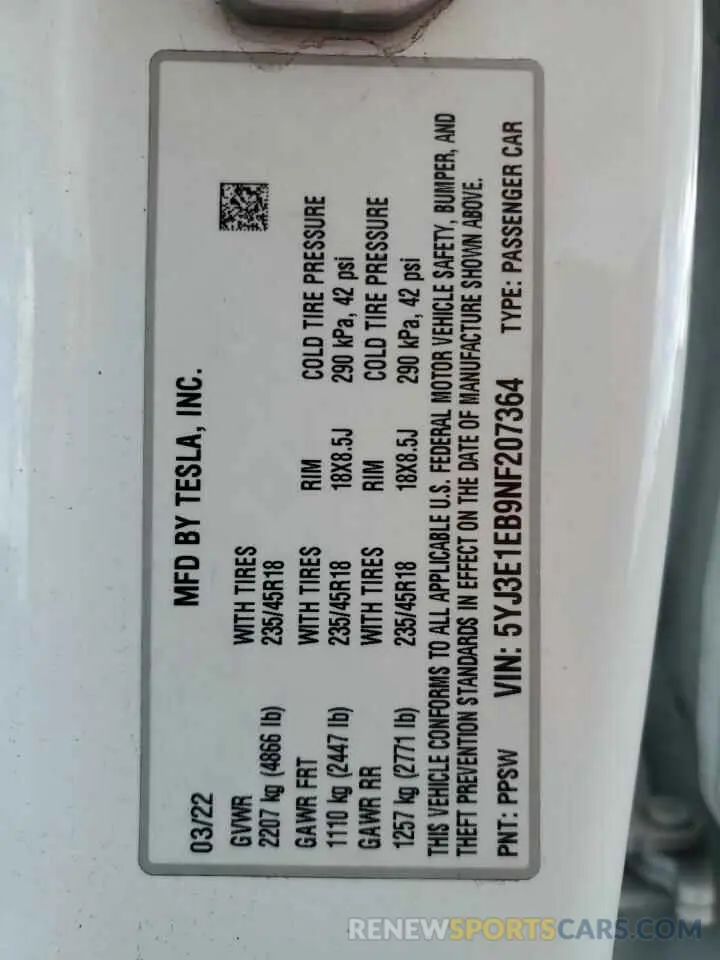 MFD BY TESLA, INC.
03/22
GVWR WITH TIRES
2207 kg (4866 lb) 235/45R18
GAWR FRT WITH TIRES RIM COLD TIRE PRESSURE
1110 kg (2447 lb) 235/45R18 18X8.5J 290 kPa, 42 psi
GAWR RR WITH TIRES RIM COLD TIRE PRESSURE
1257 kg (2771 lb) 235/45R18 18X8.5J 290 kPa, 42 psi
THIS VEHICLE CONFORMS TO ALL APPLICABLE U.S. FEDERAL MOTOR VEHICLE SAFETY, BUMPER, AND
THEFT PREVENTION STANDARDS IN EFFECT ON THE DATE OF MANUFACTURE SHOWN ABOVE.
PNT: PPSW VIN: 5YJ3E1EB9NF207364 TYPE: PASSENGER CAR
RENEWSPORTSCARS.COM